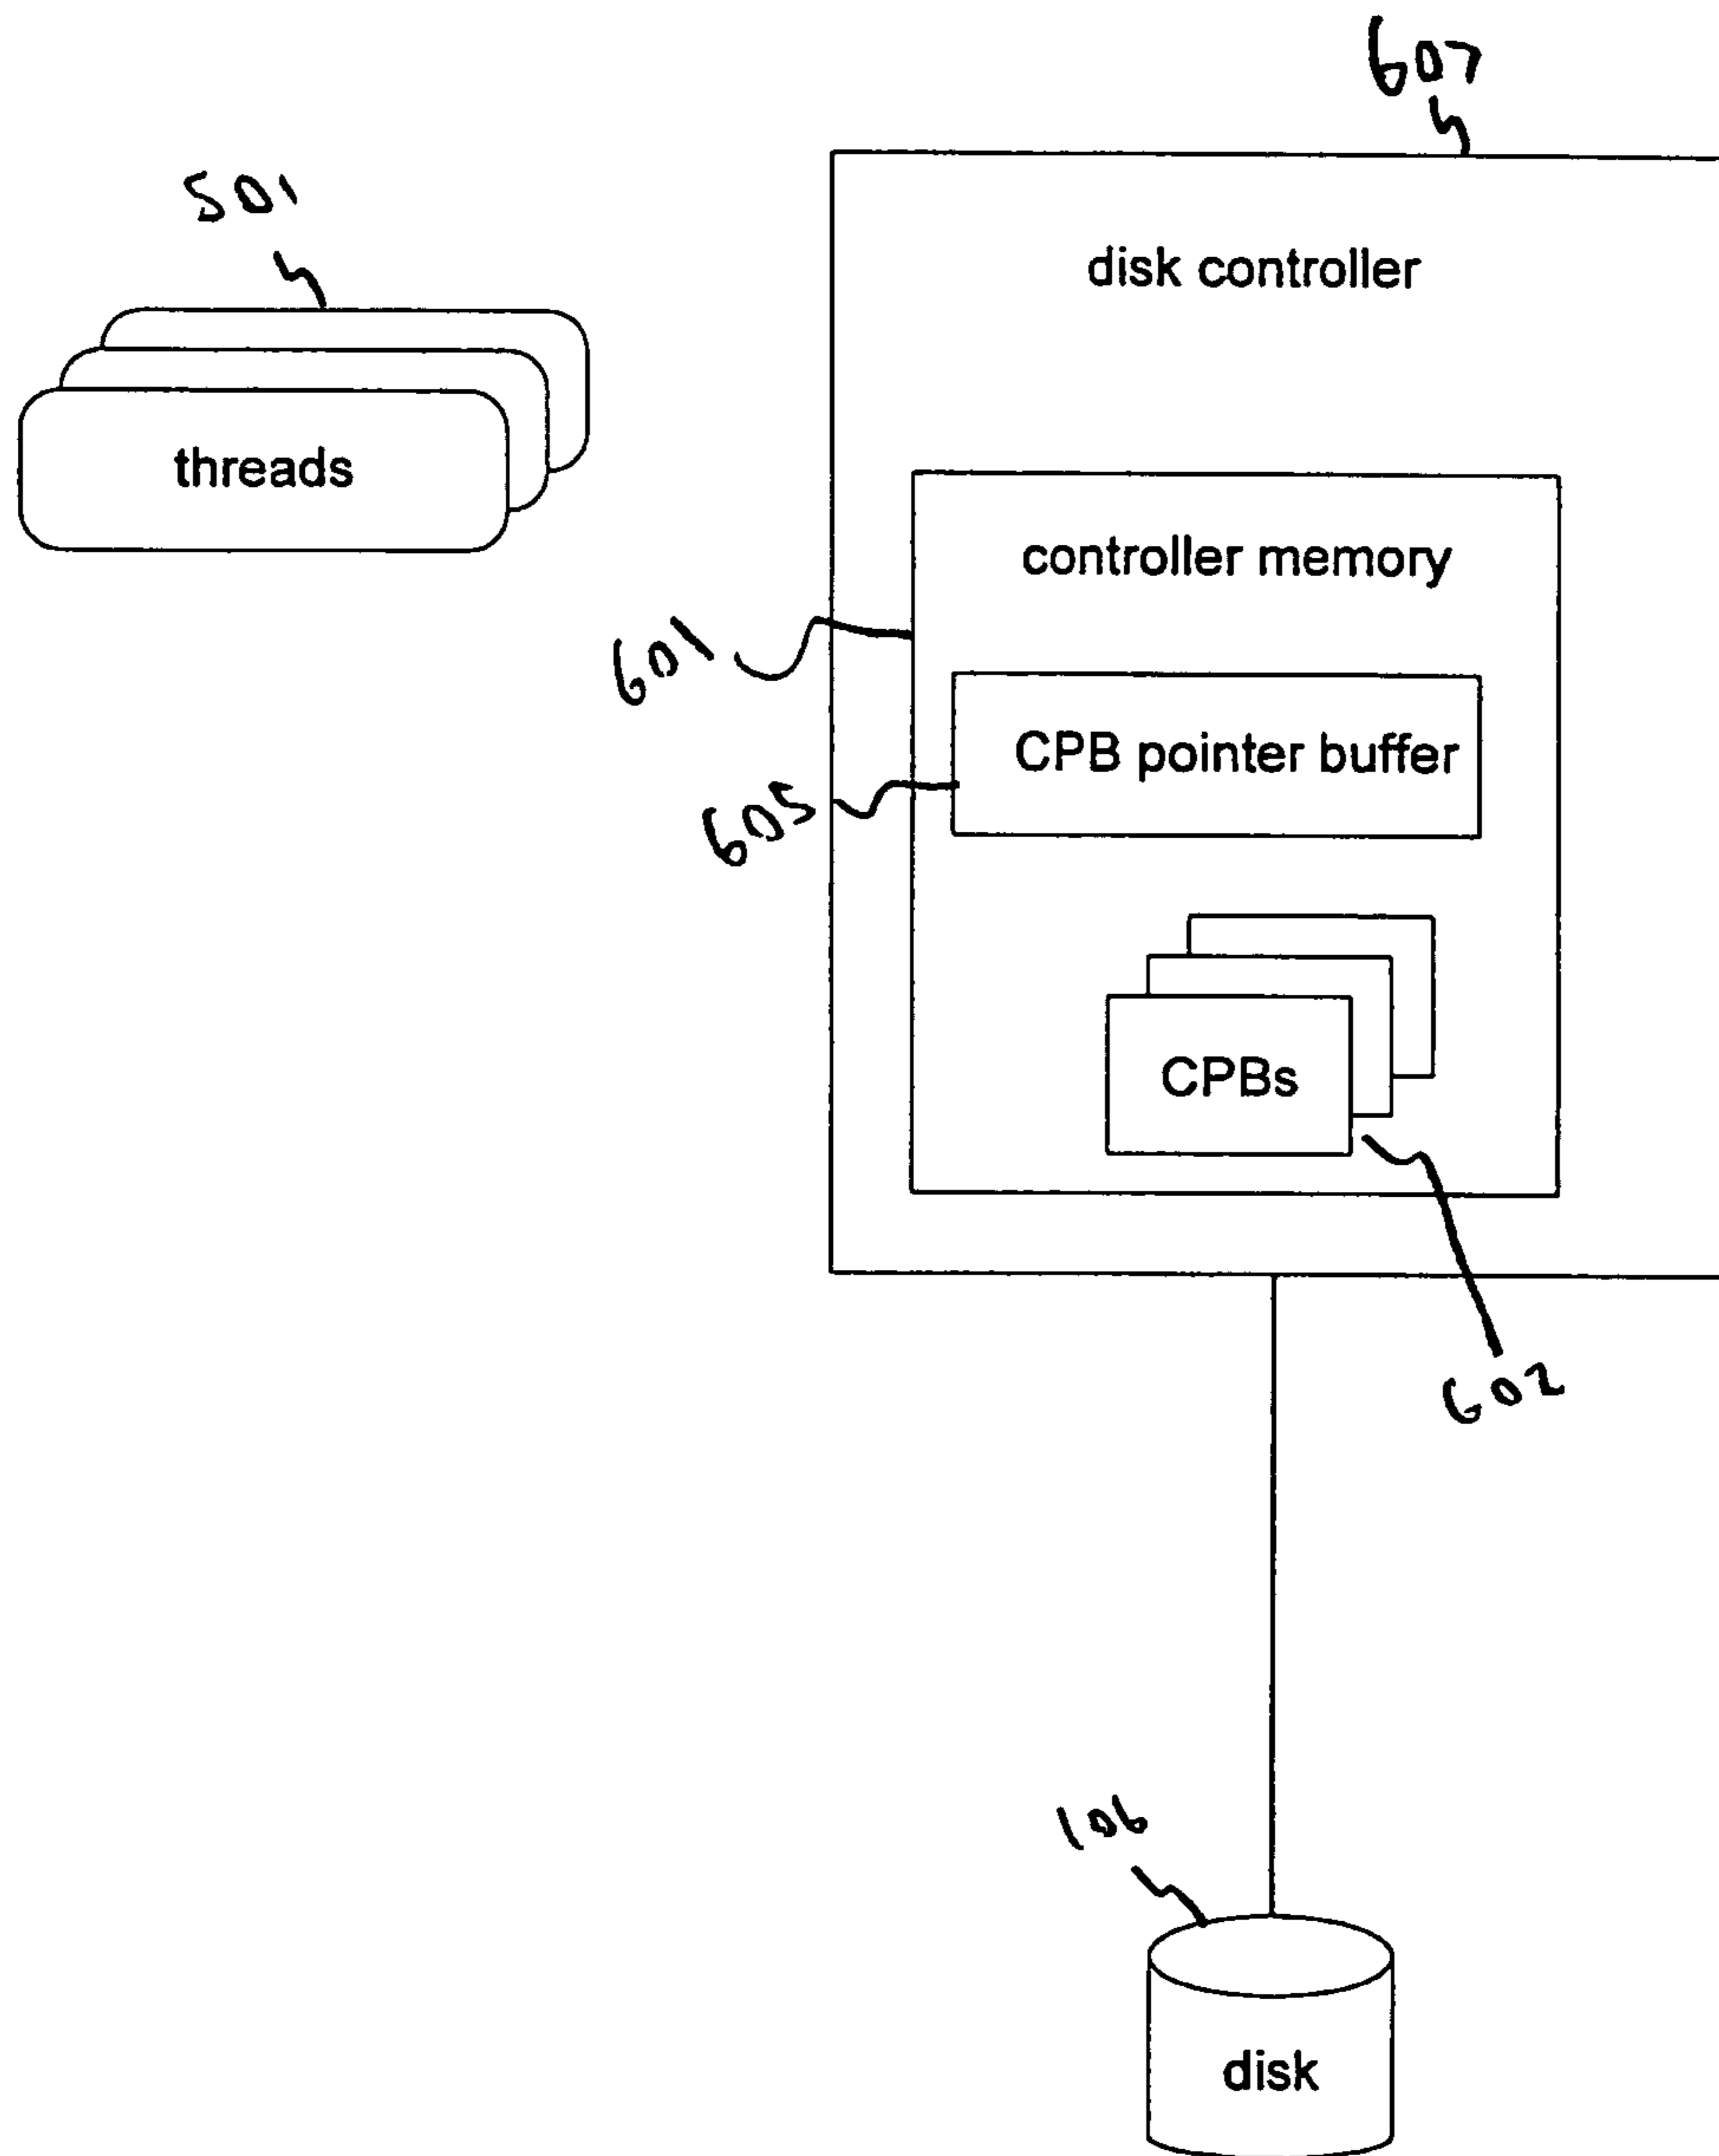 607
501
disk controller
threads
controller memory
601
CPB pointer buffer
605
CPBs
602
106
disk